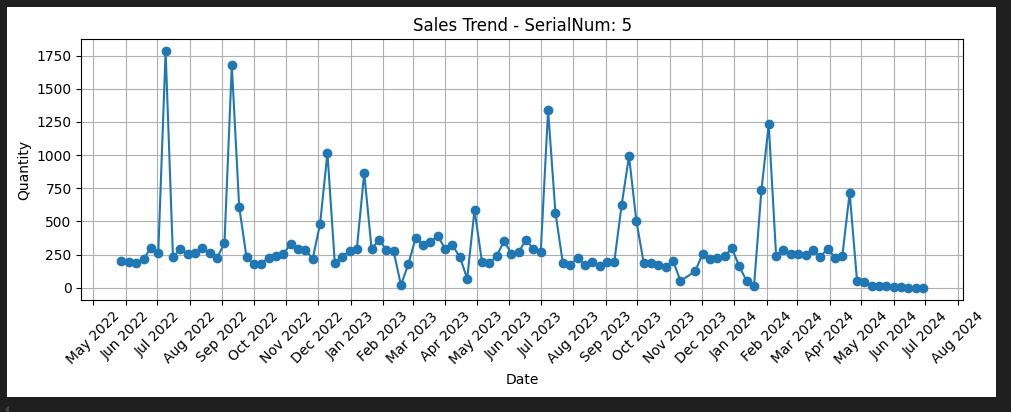 Sales Trend - SerialNum: 5
Quantity
1750
1500
1250
1000
750
500
250
0
May 2022
Jun 2022
Jul 2022
Aug 2022
Sep 2022
Oct 2022
Nov 2022
Dec 2022
Jan 2023
Feb 2023
Mar 2023
Apr 2023
May 2023
Jun 2023
Jul 2023
Aug 2023
Sep 2023
Oct 2023
Nov 2023
Dec 2023
Jan 2024
Feb 2024
Mar 2024
Apr 2024
May 2024
Jun 2024
Jul 2024
Aug 2024
Date